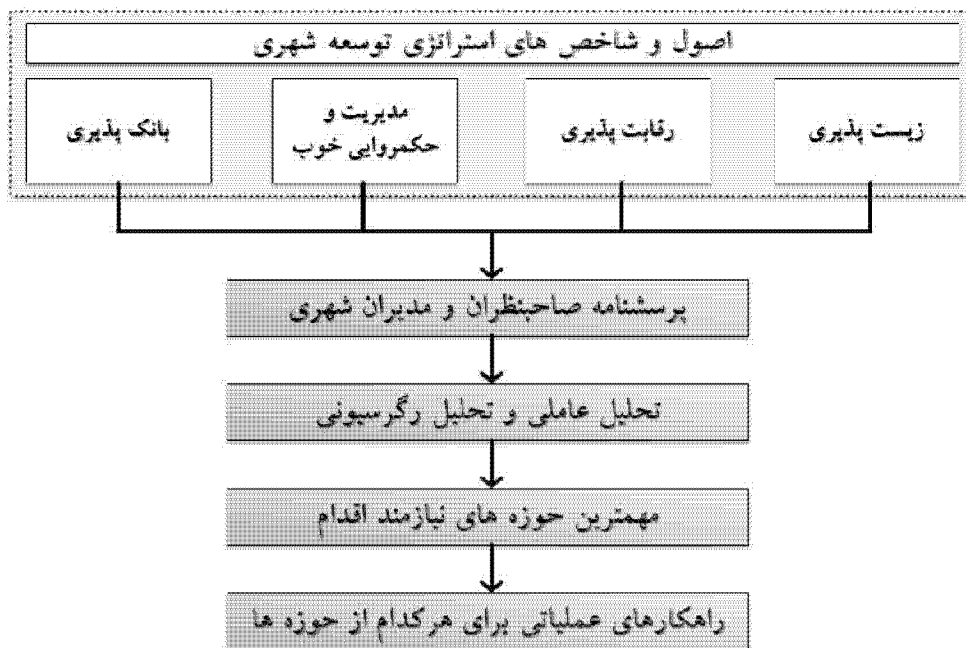 اصول و شاخص های استراتژی توسعه شهری
زیست پذیری
رقابت پذیری
مدیریت و
حکمروایی خوب
بانک پذیری
پرسشنامه صاحبنظران و مدیران شهری
تحلیل عاملی و تحلیل رگرسیونی
مهمترین حوزه های نیازمند اقدام
راهکارهای عملیاتی برای هرکدام از حوزه ها